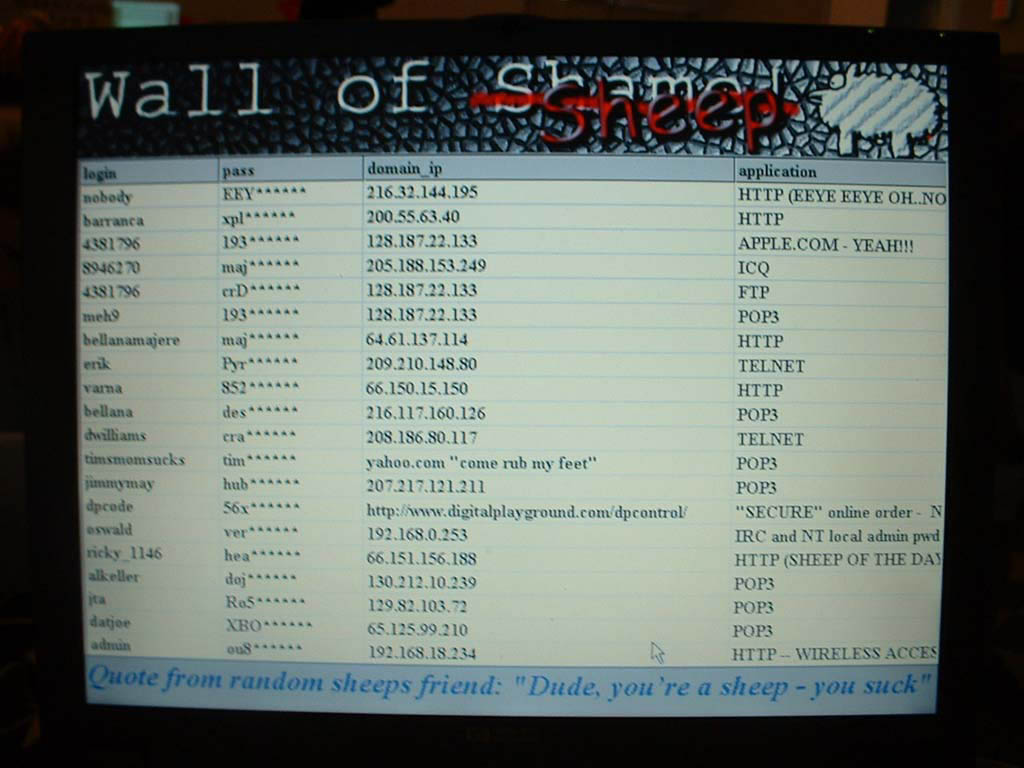 Wall of Shame!
Sheep
login pass domain_ip application
nobody EEY****** 216.32.144.195 HTTP (EEYE EEYE OH..NO
barranca xpl****** 200.55.63.40 HTTP
4381796 193****** 128.187.22.133 APPLE.COM - YEAH!!!
8946270 maj****** 205.188.153.249 ICQ
4381796 crD****** 128.187.22.133 FTP
meh9 193****** 128.187.22.133 POP3
bellanamajere maj****** 64.61.137.114 HTTP
erik Pyr****** 209.210.148.80 TELNET
varna 852****** 66.150.15.150 HTTP
bellana des****** 216.117.160.126 POP3
dwilliams cra****** 208.186.80.117 TELNET
timsmomsucks tim****** yahoo.com "come rub my feet" POP3
jimmymay hub****** 207.217.121.211 POP3
dpcode 56x****** http://www.digitalplayground.com/dpcontrol/ "SECURE" online order - N
oswald ver****** 192.168.0.253 IRC and NT local admin pwd
ricky_1146 hea****** 66.151.156.188 HTTP (SHEEP OF THE DAY
alkeller doj****** 130.212.10.239 POP3
jta Ro5****** 129.82.103.72 POP3
datjoe XBO****** 65.125.99.210 POP3
admin ou8****** 192.168.18.234 HTTP -- WIRELESS ACCES
Quote from random sheeps friend: "Dude, you're a sheep - you suck"